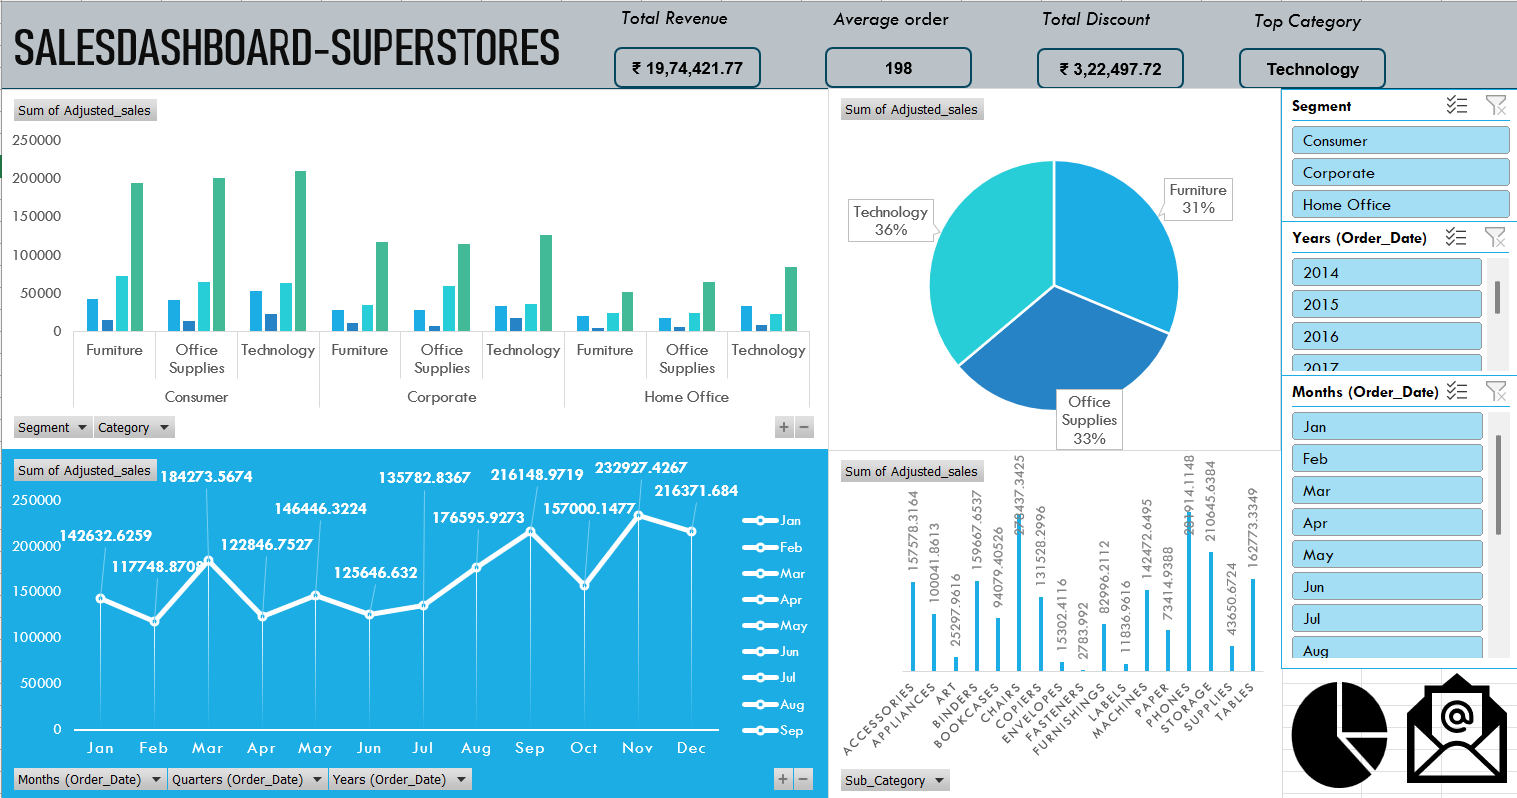 SALESDASHBOARD-SUPERSTORES
Total Revenue
₹ 19,74,421.77
Average order
198
Total Discount
₹ 3,22,497.72
Top Category
Technology
Sum of Adjusted_sales
250000
200000
150000
100000
50000
0
Furniture Office Supplies Technology Furniture Office Supplies Technology Furniture Office Supplies Technology
Consumer Corporate Home Office
Segment Category
+ −
Sum of Adjusted_sales
Furniture
31%
Technology
36%
Office
Supplies
33%
Segment
Consumer
Corporate
Home Office
Years (Order_Date)
2014
2015
2016
2017
Months (Order_Date)
Jan
Feb
Mar
Apr
May
Jun
Jul
Aug
Sum of Adjusted_sales
250000
200000
150000
100000
50000
0
142632.6259
117748.8708
184273.5674
122846.7527
146446.3224
125646.632
135782.8367
176595.9273
216148.9719
157000.1477
232927.4267
216371.684
Jan Feb Mar Apr May Jun Jul Aug Sep Oct Nov Dec
Jan
Feb
Mar
Apr
May
Jun
Jul
Aug
Sep
Months (Order_Date) Quarters (Order_Date) Years (Order_Date)
+ −
Sum of Adjusted_sales
157578.3164
100041.8613
25297.9616
159667.6537
94079.40526
131528.2996
15302.4116
2783.992
82996.2112
11836.9616
142472.6495
73414.9388
210645.6384
43650.6724
162773.3349
ACCESSORIES
APPLIANCES
ART
BINDERS
BOOKCASES
CHAIRS
COPIERS
ENVELOPES
FASTENERS
FURNISHINGS
LABELS
MACHINES
PAPER
PHONES
STORAGE
SUPPLIES
TABLES
Sub_Category
@